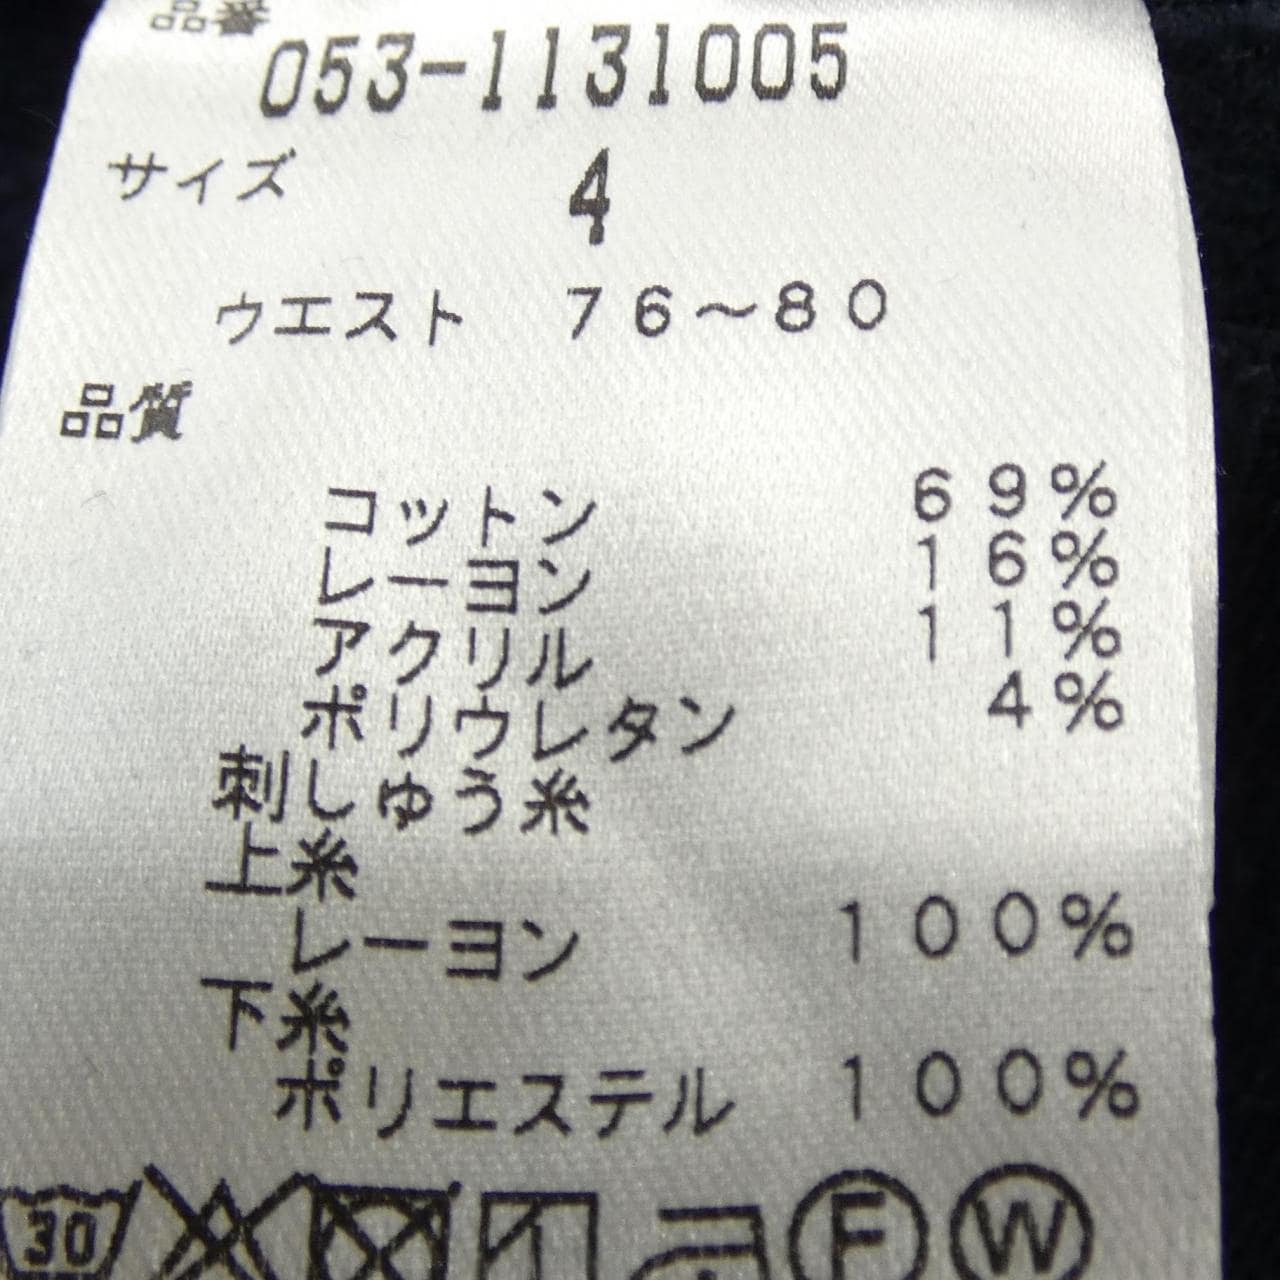 品番
053-1131005
サイズ 4
ウエスト 76～80
品質
コットン 69%
レーヨン 16%
アクリル 11%
ポリウレタン 4%
刺しゅう糸
上糸
レーヨン 100%
下糸
ポリエステル 100%
30 F W